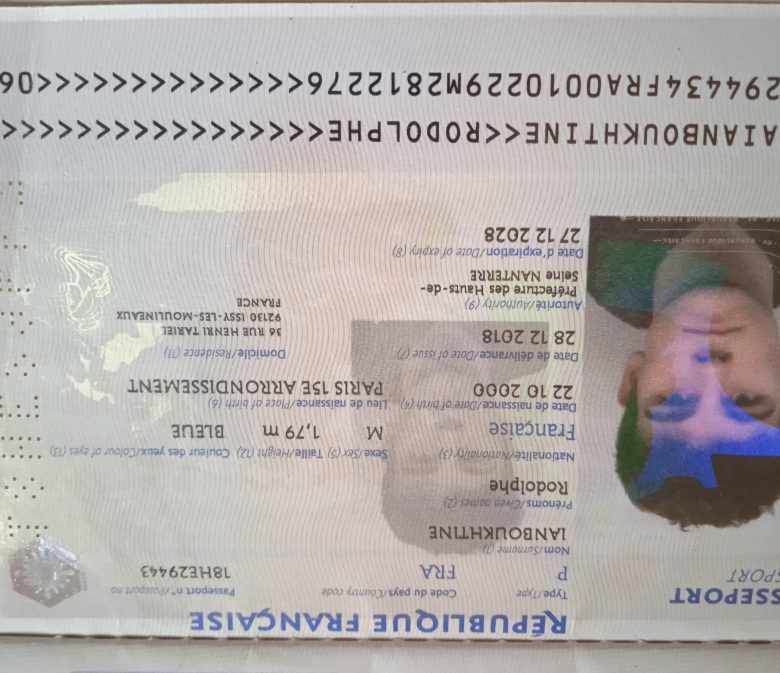 RÉPUBLIQUE FRANÇAISE
SSEPORT
SPORT
Type/Type Code du pays/Country code Passeport n°/Passport no
P FRA 18HE29443
Nom/Surname (1)
IANBOUKHTINE
Prénoms/Given names (2)
Rodolphe
Nationalité/Nationality (3) Sexe/Sex (5) Taille/Height (12) Couleur des yeux/Colour of eyes (13)
Française M 1,79 m BLEUE
Date de naissance/Date of birth (4) Lieu de naissance/Place of birth (6)
22 10 2000 PARIS 15E ARRONDISSEMENT
Date de délivrance/Date of issue (7) Domicile/Residence (11)
28 12 2018 36 RUE HENRI TARIEL
92130 ISSY-LES-MOULINEAUX
FRANCE
Autorité/Authority (9)
Préfecture des Hauts-de-
Seine NANTERRE
Date d'expiration/Date of expiry (8)
27 12 2028
AIANBOUKHTINE<<RODOLPHE<<<<<<<<<<<<<<<<<<<
294434FRA0010229M2812276<<<<<<<<<<<<<<06